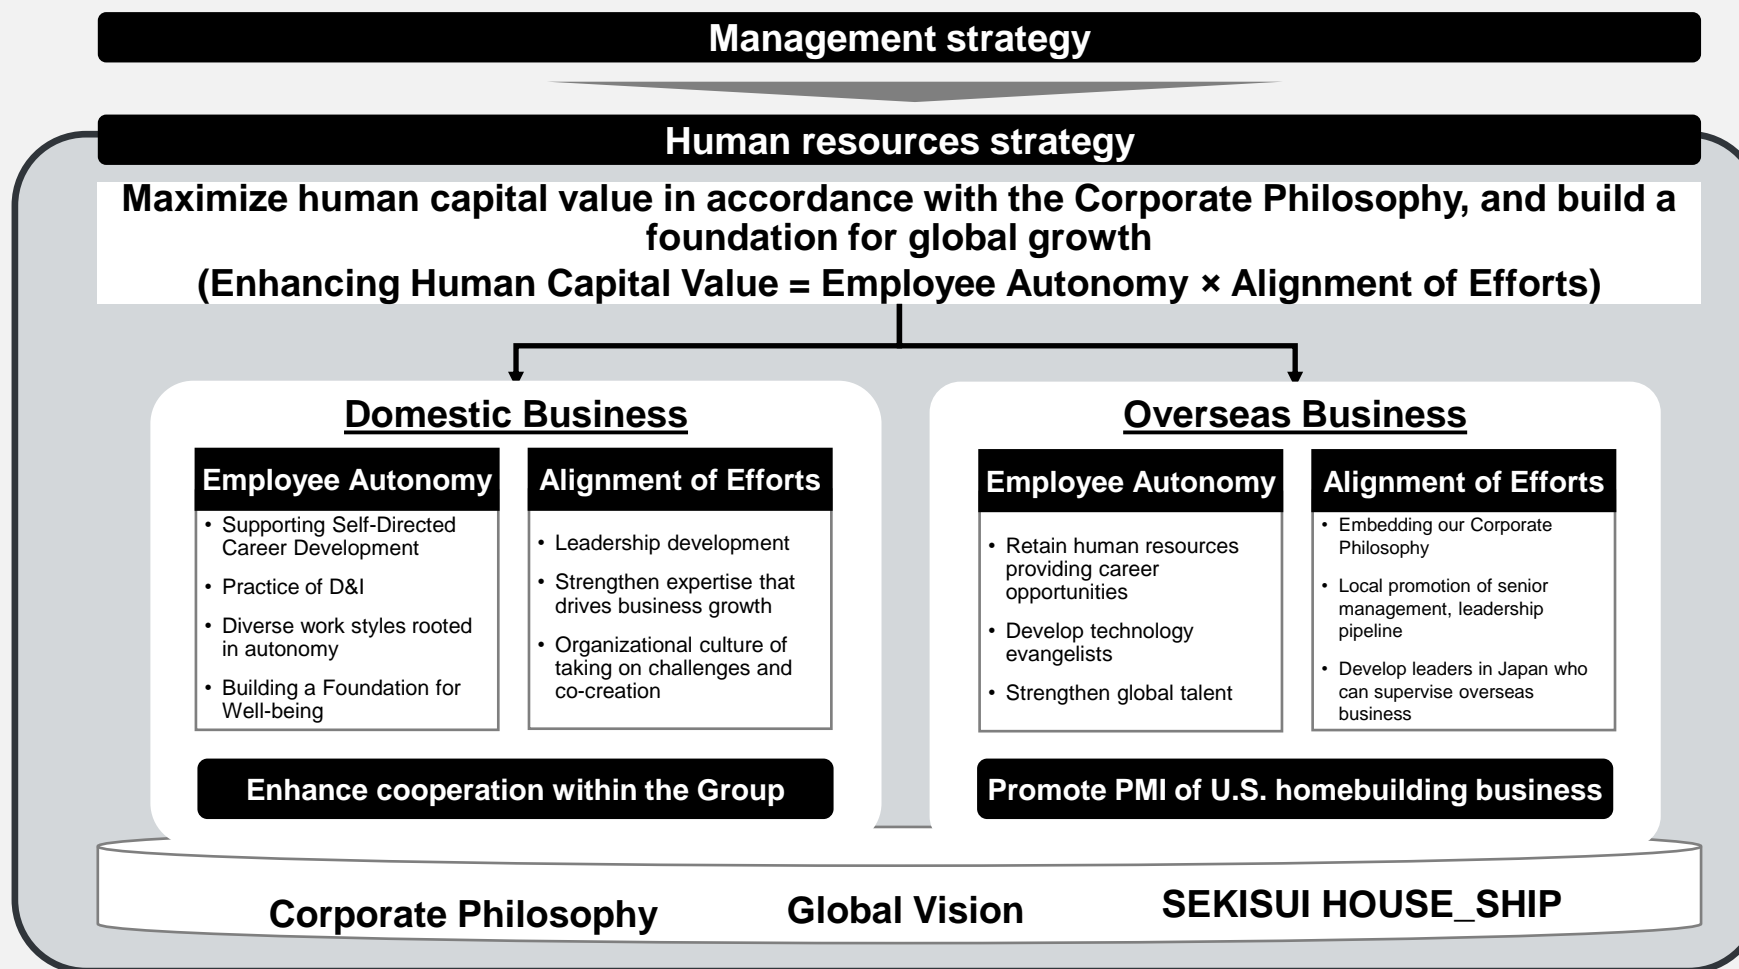 Management strategy
Human resources strategy
Maximize human capital value in accordance with the Corporate Philosophy, and build a
foundation for global growth
(Enhancing Human Capital Value = Employee Autonomy × Alignment of Efforts)
Domestic Business
Employee Autonomy
• Supporting Self-Directed
Career Development
• Practice of D&I
• Diverse work styles rooted
in autonomy
• Building a Foundation for
Well-being
Alignment of Efforts
• Leadership development
• Strengthen expertise that
drives business growth
• Organizational culture of
taking on challenges and
co-creation
Enhance cooperation within the Group
Overseas Business
Employee Autonomy
• Retain human resources
providing career
opportunities
• Develop technology
evangelists
• Strengthen global talent
Alignment of Efforts
• Embedding our Corporate
Philosophy
• Local promotion of senior
management, leadership
pipeline
• Develop leaders in Japan who
can supervise overseas
business
Promote PMI of U.S. homebuilding business
Corporate Philosophy
Global Vision
SEKISUI HOUSE_SHIP